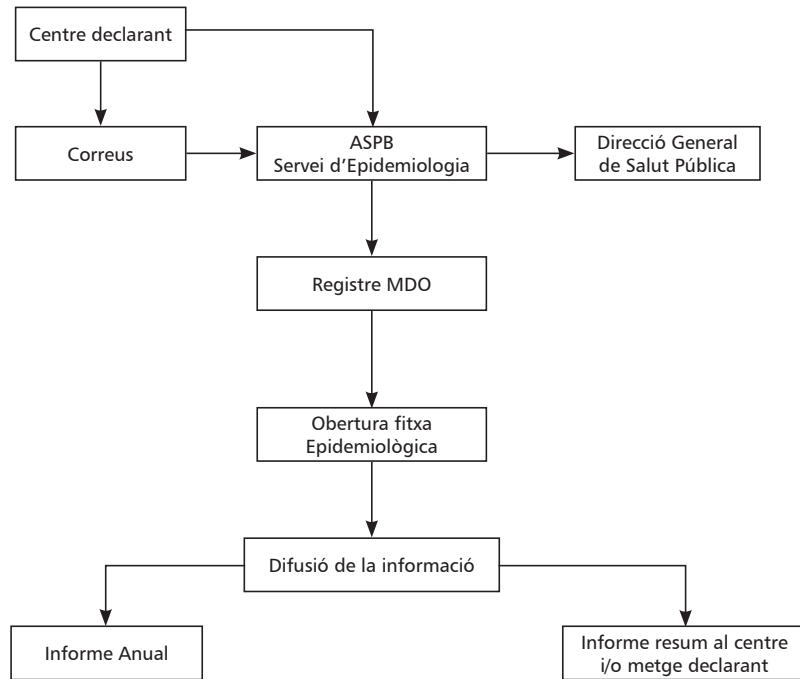 Centre declarant
Correus
ASPB
Servei d’Epidemiologia
Direcció General
de Salut Pública
Registre MDO
Obertura fitxa
Epidemiològica
Difusió de la informació
Informe Anual
Informe resum al centre
i/o metge declarant